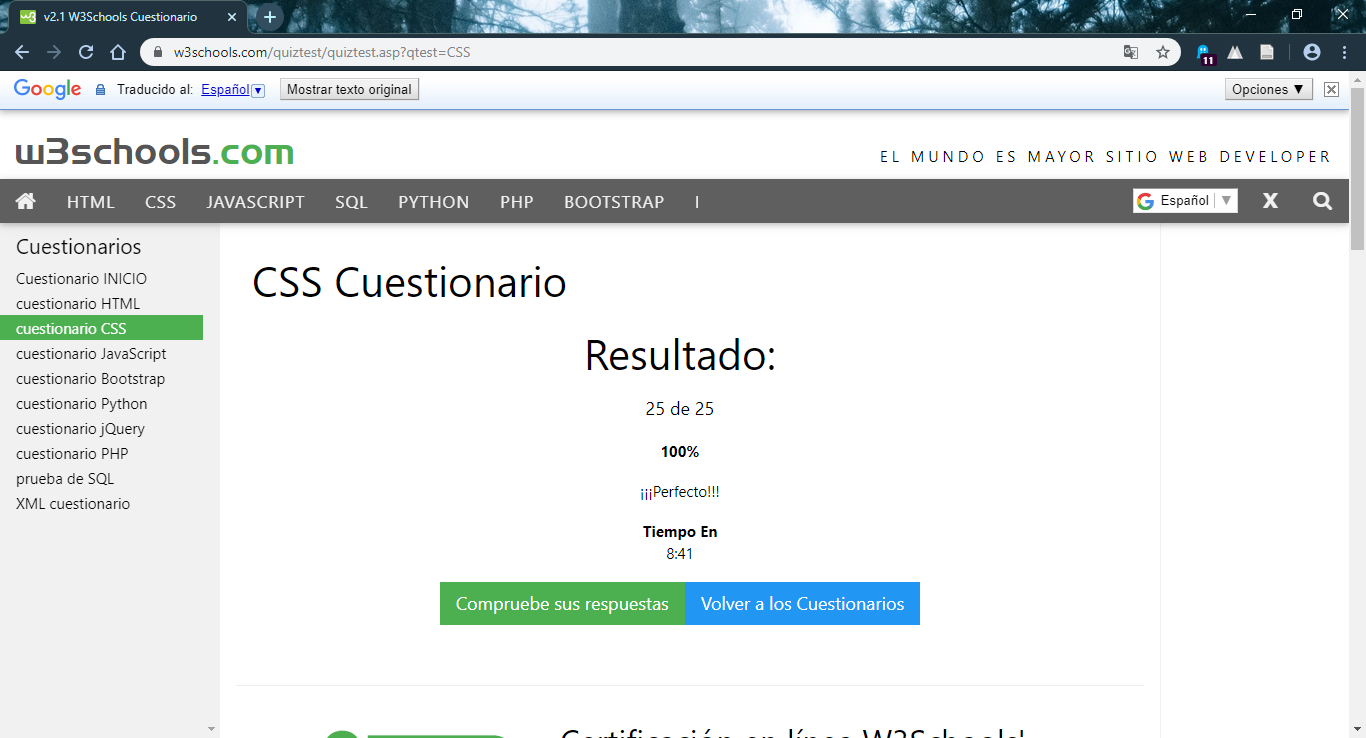 v2.1 W3Schools Cuestionario
w3schools.com/quiztest/quiztest.asp?qtest=CSS
11
Google Traducido al: Español Mostrar texto original Opciones ▼
w3schools.com
EL MUNDO ES MAYOR SITIO WEB DEVELOPER
HTML CSS JAVASCRIPT SQL PYTHON PHP BOOTSTRAP I
G Español ▼ X
Cuestionarios
Cuestionario INICIO
cuestionario HTML
cuestionario CSS
cuestionario JavaScript
cuestionario Bootstrap
cuestionario Python
cuestionario jQuery
cuestionario PHP
prueba de SQL
XML cuestionario
CSS Cuestionario
Resultado:
25 de 25
100%
¡¡¡Perfecto!!!
Tiempo En
8:41
Compruebe sus respuestas Volver a los Cuestionarios
Certificación en línea W3Schools'